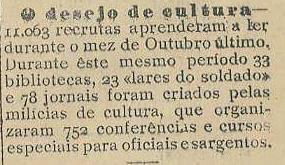 O desejo de cultura—
11.063 recrutas aprenderam a ler
durante o mez de Outubro último.
Durante êste mesmo período 33
bibliotecas, 23 «lares do soldado»
e 78 jornais foram criados pelas
milícias de cultura, que organi-
zaram 752 conferências e cursos
especiais para oficiais e sargentos.